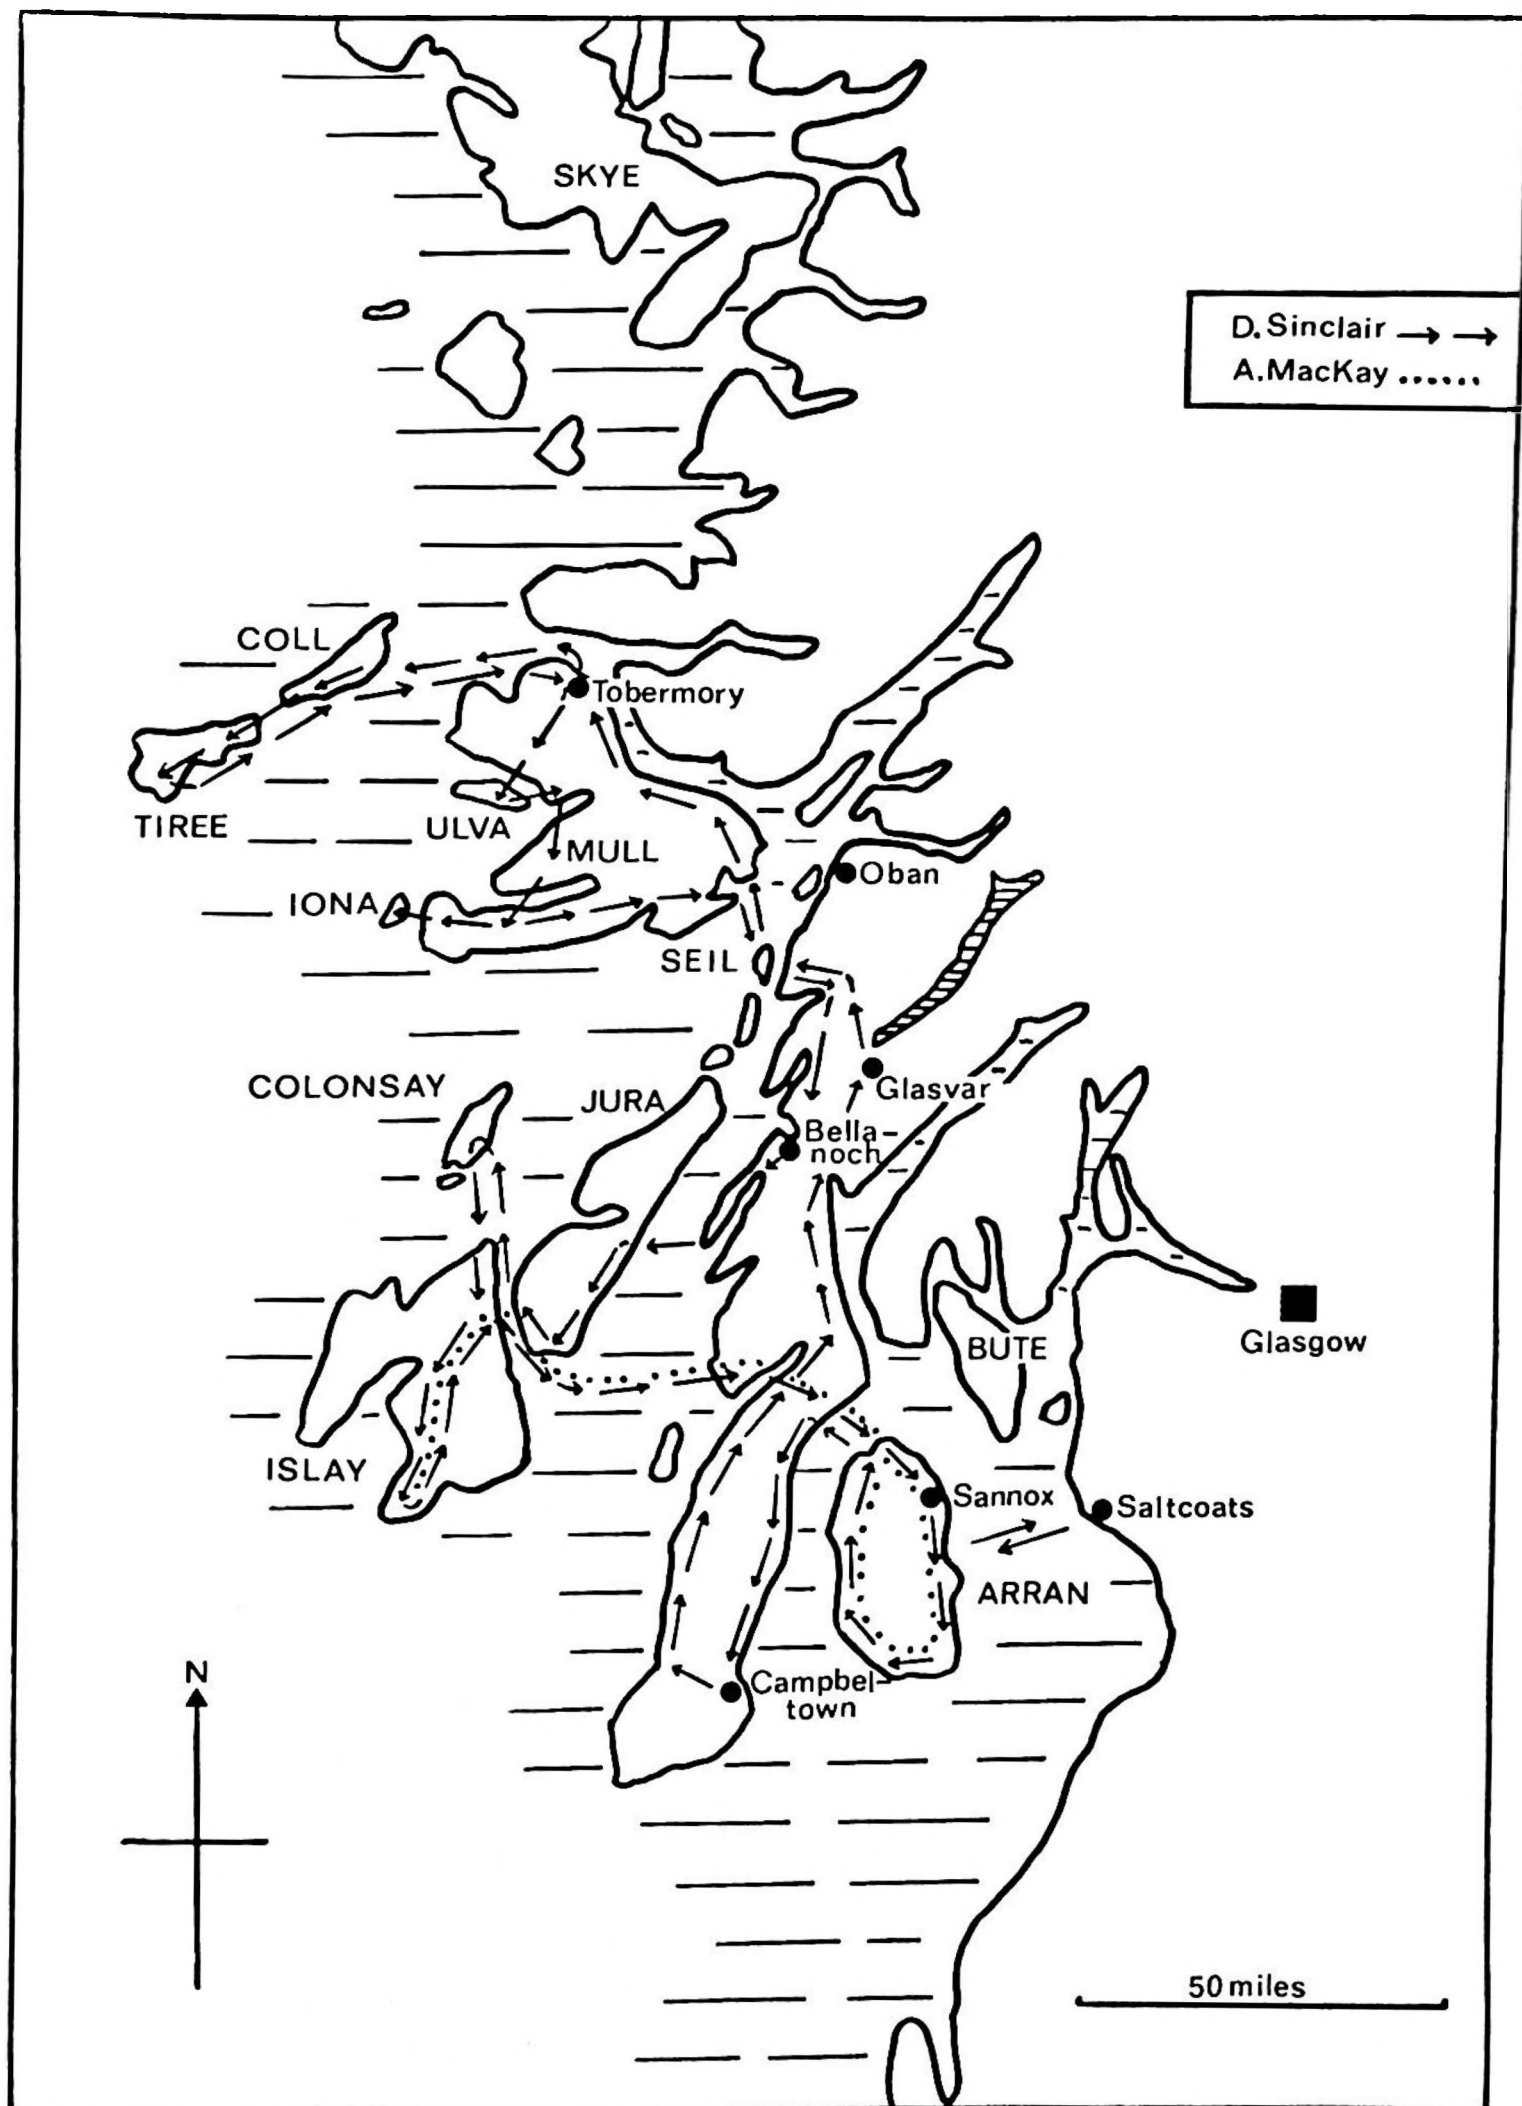 SKYE
D. Sinclair
A. MacKay
COLL
Tobermory
TIREE
ULVA
MULL
Oban
IONA
SEIL
Glasvar
COLONSAY
JURA
Bella-
noch
BUTE
Glasgow
ISLAY
Sannox
Saltcoats
ARRAN
N
Campbel-
town
50 miles